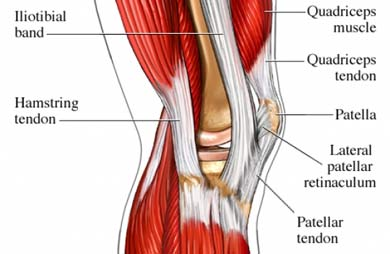 Iliotibial
band
Hamstring
tendon
Quadriceps
muscle
Quadriceps
tendon
Patella
Lateral
patellar
retinaculum
Patellar
tendon